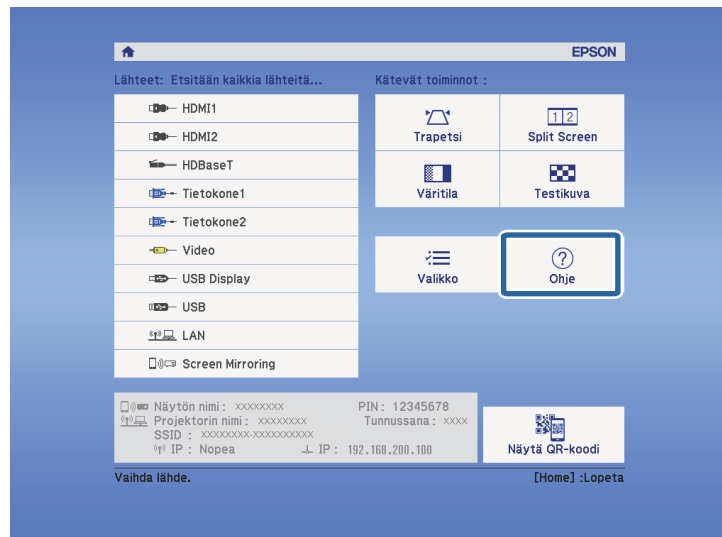 EPSON
Lähteet: Etsitään kaikkia lähteitä...
HDMI1
HDMI2
HDBaseT
Tietokone1
Tietokone2
Video
USB Display
USB
LAN
Screen Mirroring
Kätevät toiminnot :
Trapetsi
Split Screen
1 2
Väritila
Testikuva
Valikko
Ohje
Näytön nimi : XXXXXXXX
PIN : 12345678
Projektorin nimi : XXXXXXXX
Tunnussana : XXXX
SSID : XXXXXXXX-XXXXXXXXXX
IP : Nopea
IP : 192.168.200.100
Näytä QR-koodi
Vaihda lähde.
[Home] :Lopeta